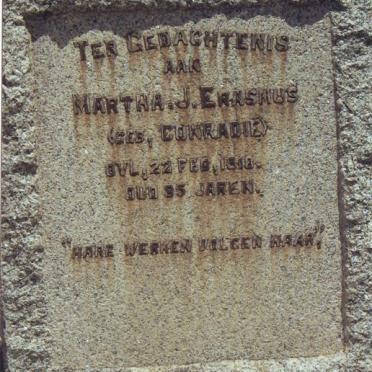 TER GEDACHTENIS
AAN
MARTHA. J. ERASMUS
(GEB, CONRADIE)
OVL, 22 FEB, 1918.
OUD 95 JAREN.
"HARE WERKEN VOLGEN HAAR",